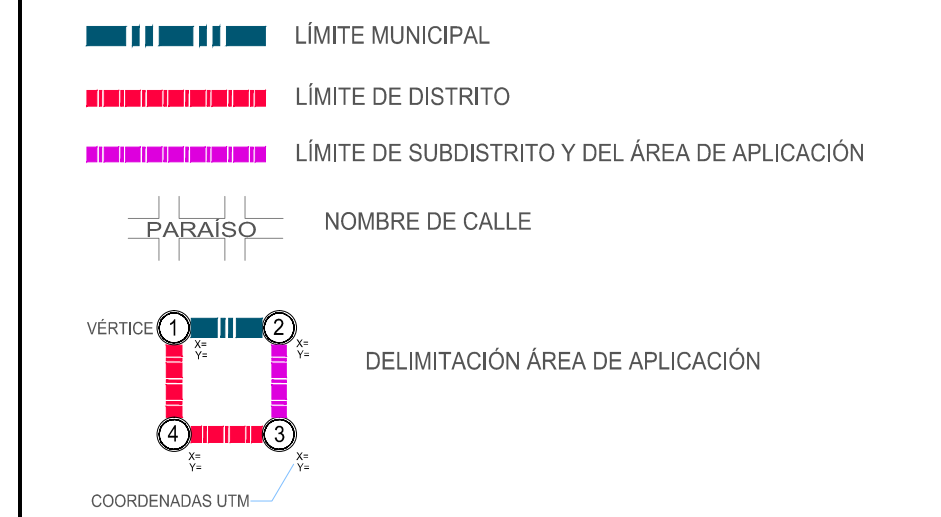 LÍMITE MUNICIPAL
LÍMITE DE DISTRITO
LÍMITE DE SUBDISTRITO Y DEL ÁREA DE APLICACIÓN
PARAÍSO
NOMBRE DE CALLE
VÉRTICE
1
2
X=
Y=
X=
Y=
DELIMITACIÓN ÁREA DE APLICACIÓN
4
3
X=
Y=
X=
Y=
COORDENADAS UTM